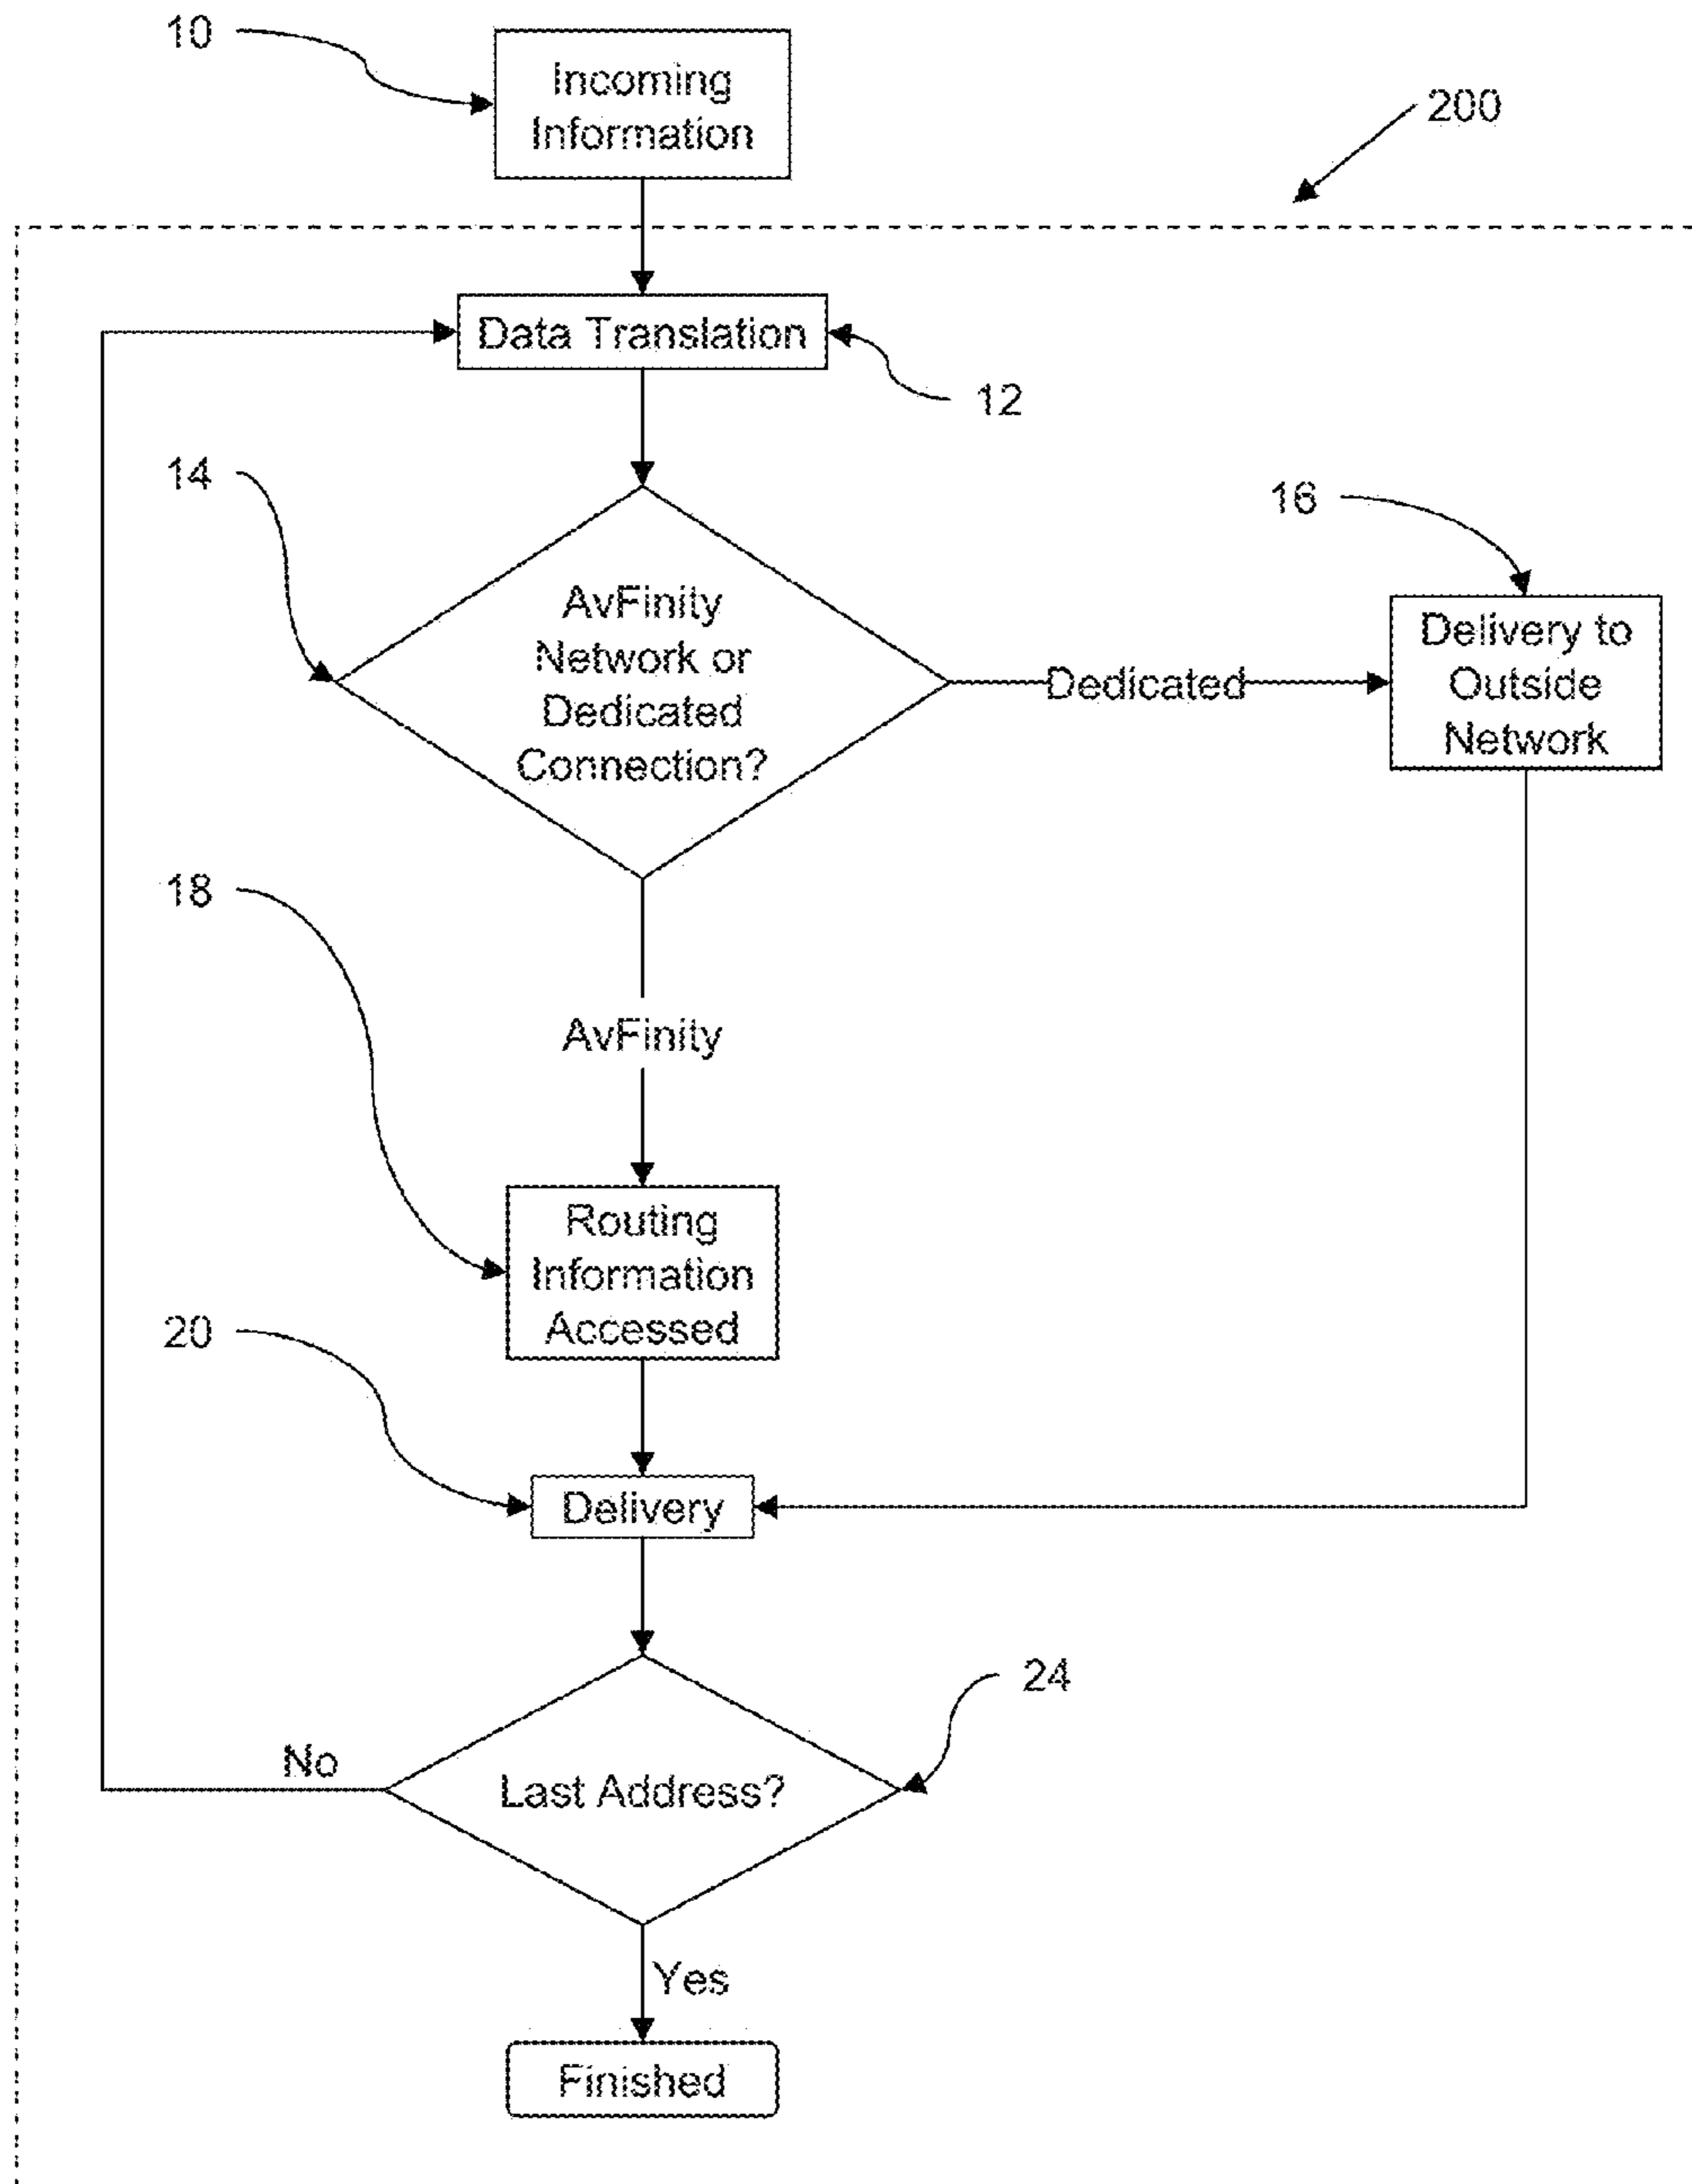 10
Incoming
Information
200
Data Translation
12
14
16
AvFinity
Network or
Dedicated
Connection?
Dedicated
Delivery to
Outside
Network
18
AvFinity
Routing
Information
Accessed
20
Delivery
24
No
Last Address?
Yes
Finished